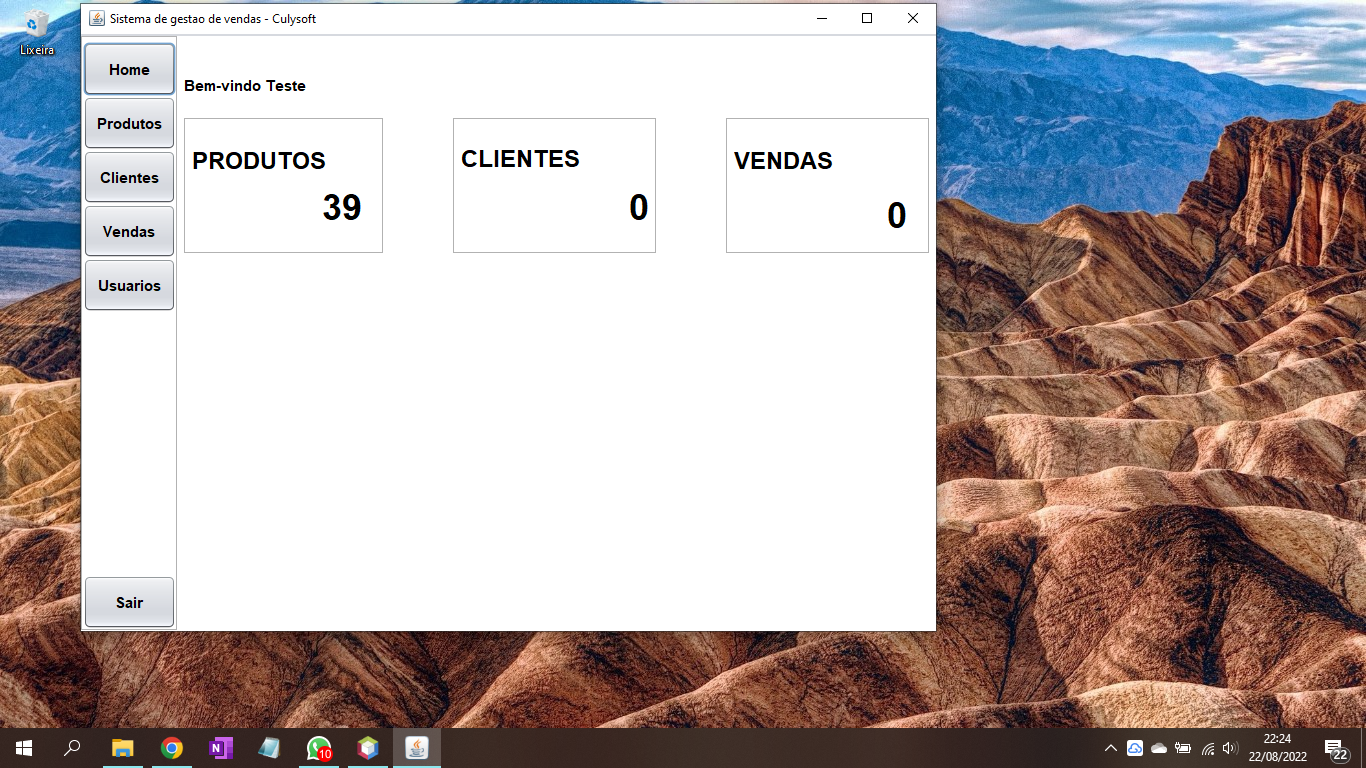 Sistema de gestao de vendas - Culysoft
Lixeira
Home
Produtos
Clientes
Vendas
Usuarios
Sair
Bem-vindo Teste
PRODUTOS
39
CLIENTES
0
VENDAS
0
N
10
22:24
22/08/2022
22